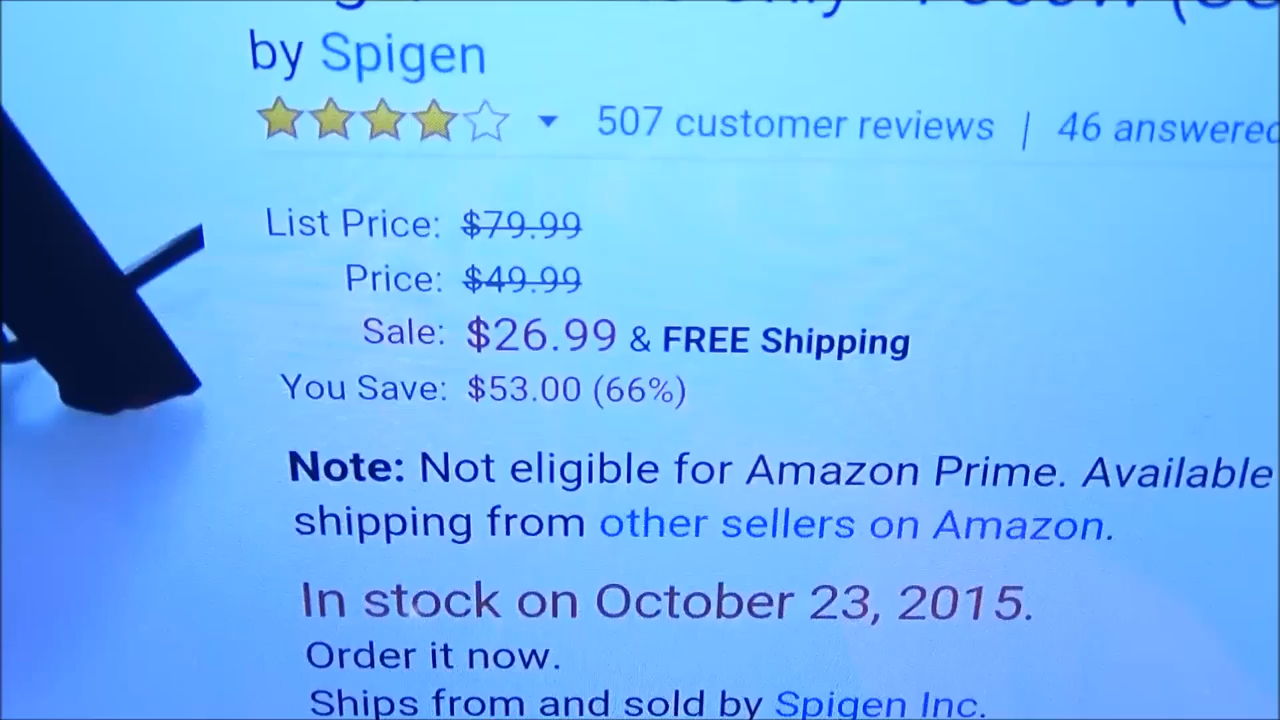 by Spigen
507 customer reviews | 46 answered
List Price: $79.99
Price: $49.99
Sale: $26.99 & FREE Shipping
You Save: $53.00 (66%)
Note: Not eligible for Amazon Prime. Available
shipping from other sellers on Amazon.
In stock on October 23, 2015.
Order it now.
Ships from and sold by Spigen Inc.